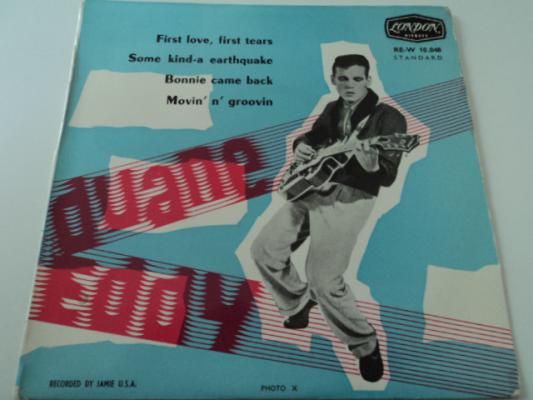 First love, first tears
Some kind-a earthquake
Bonnie came back
Movin' n' groovin
LONDON
RE-W 10.048
STANDARD
duane
EDDY
RECORDED BY JAMIE U.S.A.
PHOTO X